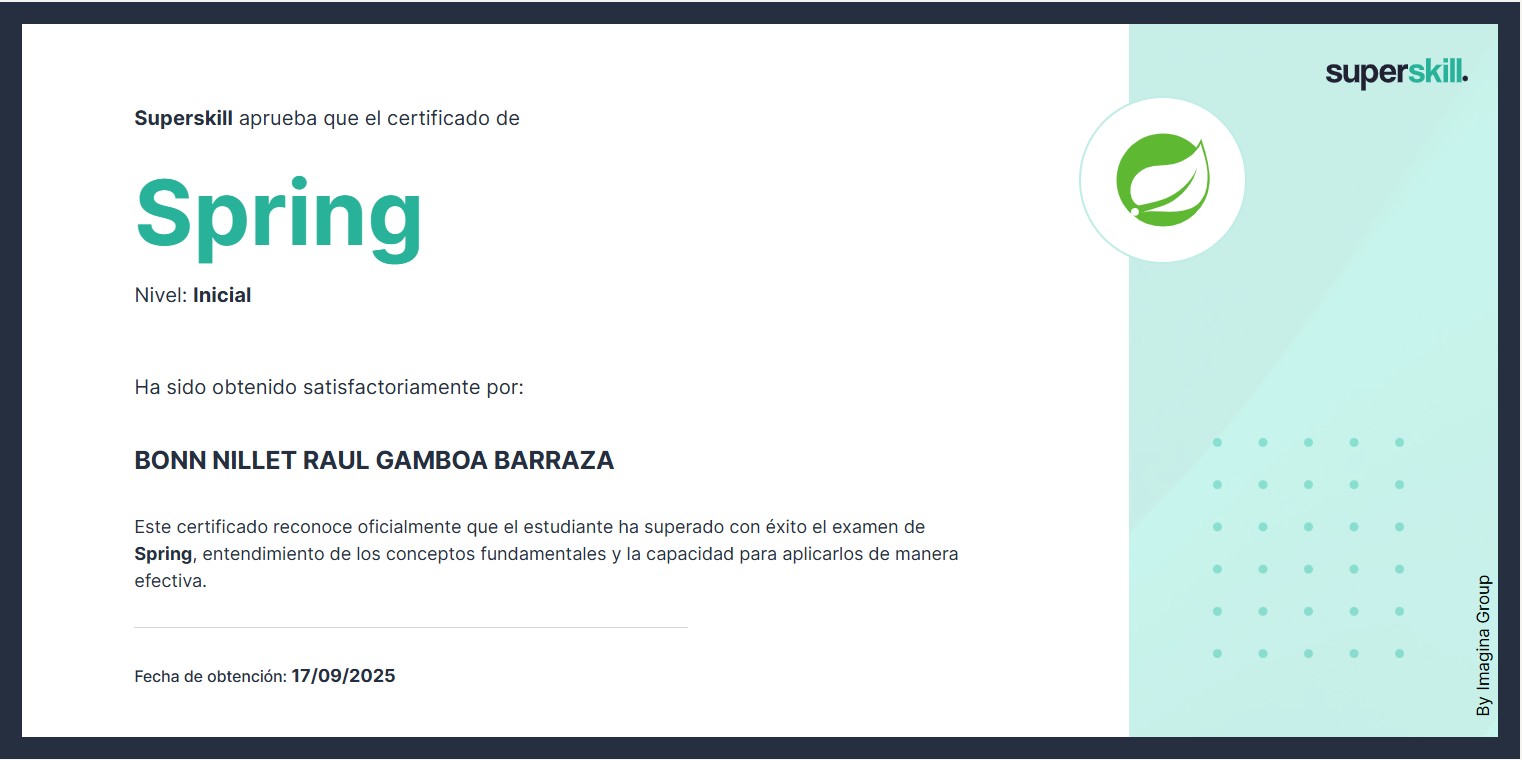 superskill.
Superskill aprueba que el certificado de
Spring
Nivel: Inicial
Ha sido obtenido satisfactoriamente por:
BONN NILLET RAUL GAMBOA BARRAZA
Este certificado reconoce oficialmente que el estudiante ha superado con éxito el examen de
Spring, entendimiento de los conceptos fundamentales y la capacidad para aplicarlos de manera
efectiva.
Fecha de obtención: 17/09/2025
By Imagina Group